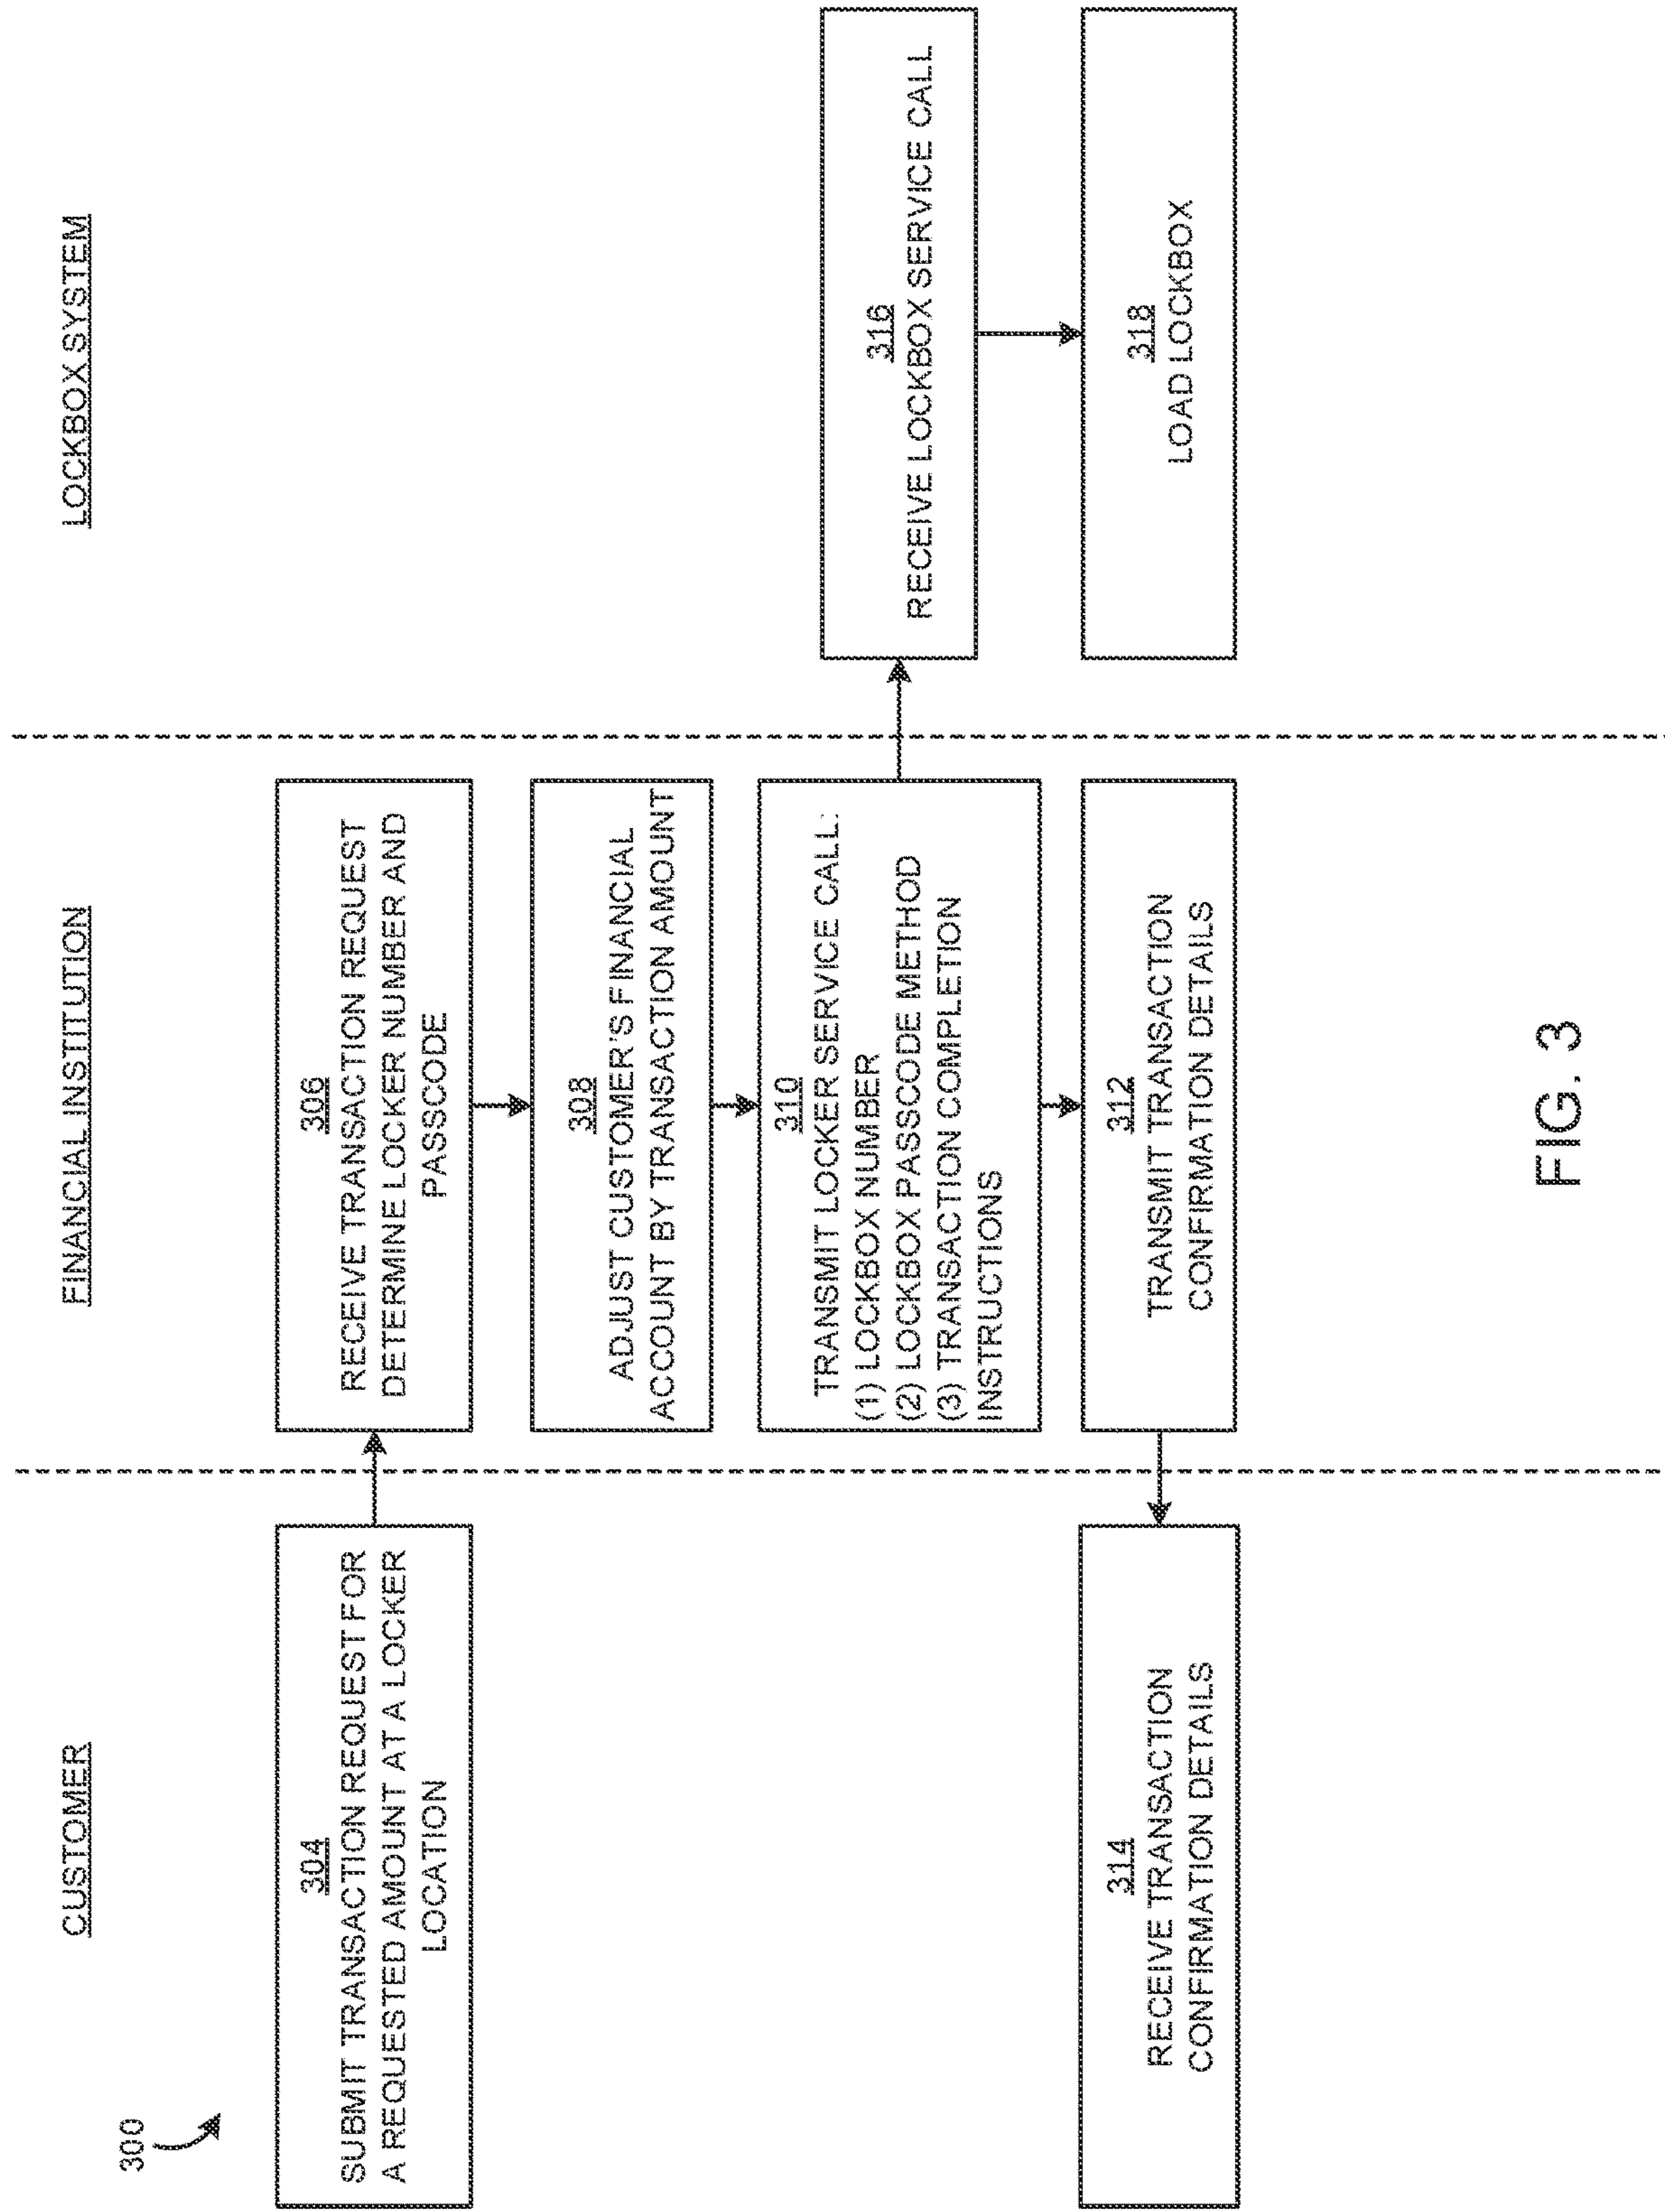 300
CUSTOMER
FINANCIAL INSTITUTION
LOCKBOX SYSTEM
304
SUBMIT TRANSACTION REQUEST FOR
A REQUESTED AMOUNT AT A LOCKER
LOCATION
306
RECEIVE TRANSACTION REQUEST
DETERMINE LOCKER NUMBER AND
PASSCODE
308
ADJUST CUSTOMER'S FINANCIAL
ACCOUNT BY TRANSACTION AMOUNT
310
TRANSMIT LOCKER SERVICE CALL:
(1) LOCKBOX NUMBER
(2) LOCKBOX PASSCODE METHOD
(3) TRANSACTION COMPLETION
INSTRUCTIONS
316
RECEIVE LOCKBOX SERVICE CALL
312
TRANSMIT TRANSACTION
CONFIRMATION DETAILS
314
RECEIVE TRANSACTION
CONFIRMATION DETAILS
318
LOAD LOCKBOX
FIG. 3